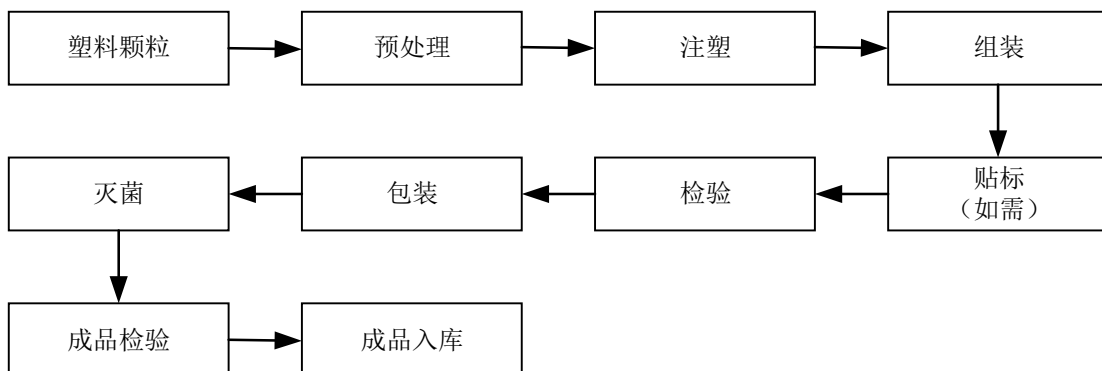 塑料颗粒
预处理
注塑
组装
贴标
（如需）
检验
包装
灭菌
成品检验
成品入库